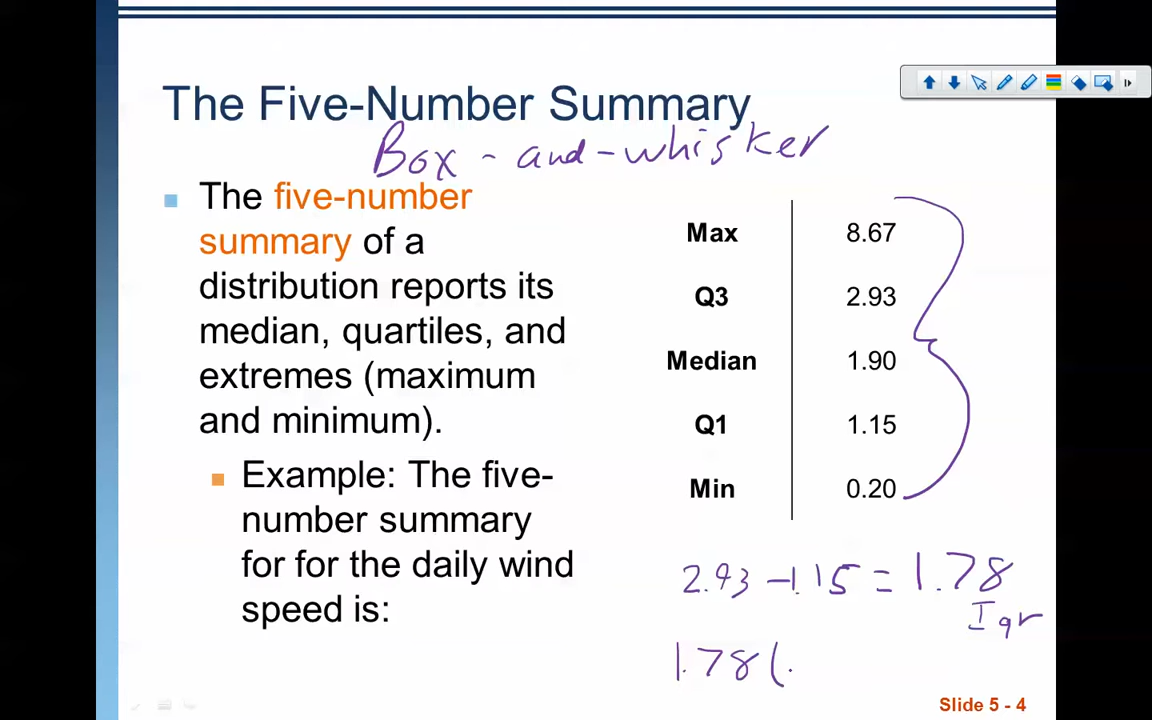 The Five-Number Summary
Box - and - whisker
The five-number
summary of a
distribution reports its
median, quartiles, and
extremes (maximum
and minimum).
Example: The five-
number summary
for for the daily wind
speed is:
Max 8.67
Q3 2.93
Median 1.90
Q1 1.15
Min 0.20
2.93 - 1.15 = 1.78
Iqr
1.78(.
Slide 5 - 4